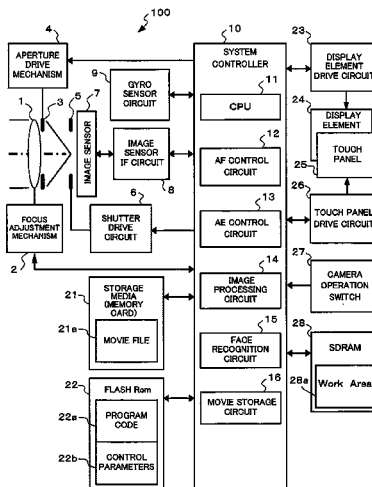 100
4
APERTURE DRIVE
MECHANISM
1
3
5
7
9
GYRO
SENSOR
CIRCUIT
IMAGE SENSOR
IMAGE
SENSOR
IF CIRCUIT
8
6
SHUTTER
DRIVE
CIRCUIT
FOCUS
ADJUSTMENT
MECHANISM
2
21
STORAGE
MEDIA
(MEMORY
CARD)
21a
MOVIE FILE
22
FLASH Rom
22a
PROGRAM
CODE
22b
CONTROL
PARAMETERS
10
SYSTEM
CONTROLLER
11
CPU
12
AF CONTROL
CIRCUIT
13
AE CONTROL
CIRCUIT
14
IMAGE
PROCESSING
CIRCUIT
15
FACE
RECOGNITION
CIRCUIT
16
MOVIE STORAGE
CIRCUIT
23
DISPLAY
ELEMENT
DRIVE CIRCUIT
24
DISPLAY
ELEMENT
TOUCH
PANEL
25
26
TOUCH PANEL
DRIVE CIRCUIT
27
CAMERA
OPERATION
SWITCH
28
SDRAM
28a
Work Area